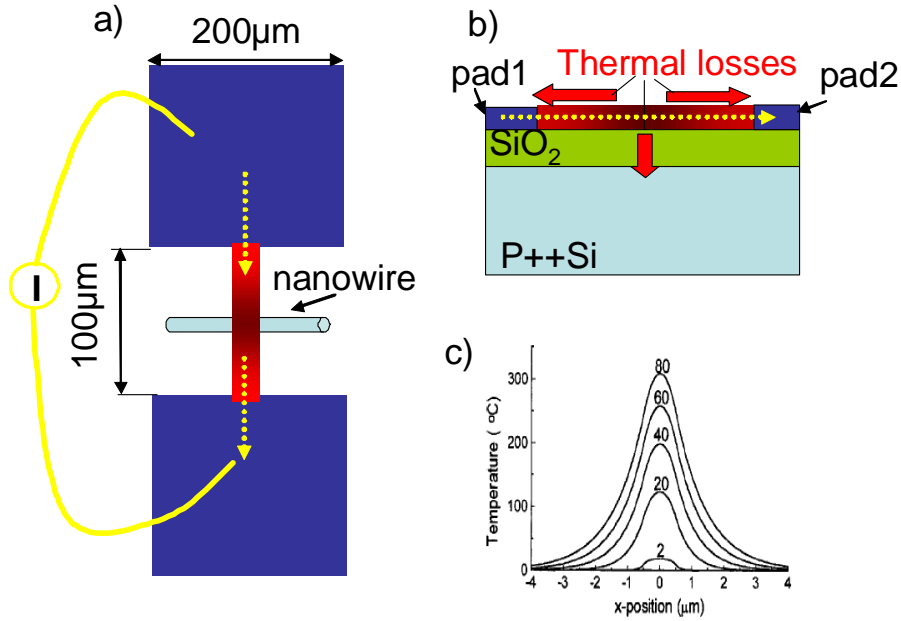 a)
200µm
I
100µm
nanowire
b)
Thermal losses
pad1
pad2
SiO₂
P++Si
c)
80
60
40
20
2
300
200
100
0
Temperature ( ºC)
-4 -3 -2 -1 0 1 2 3 4
x-position (µm)